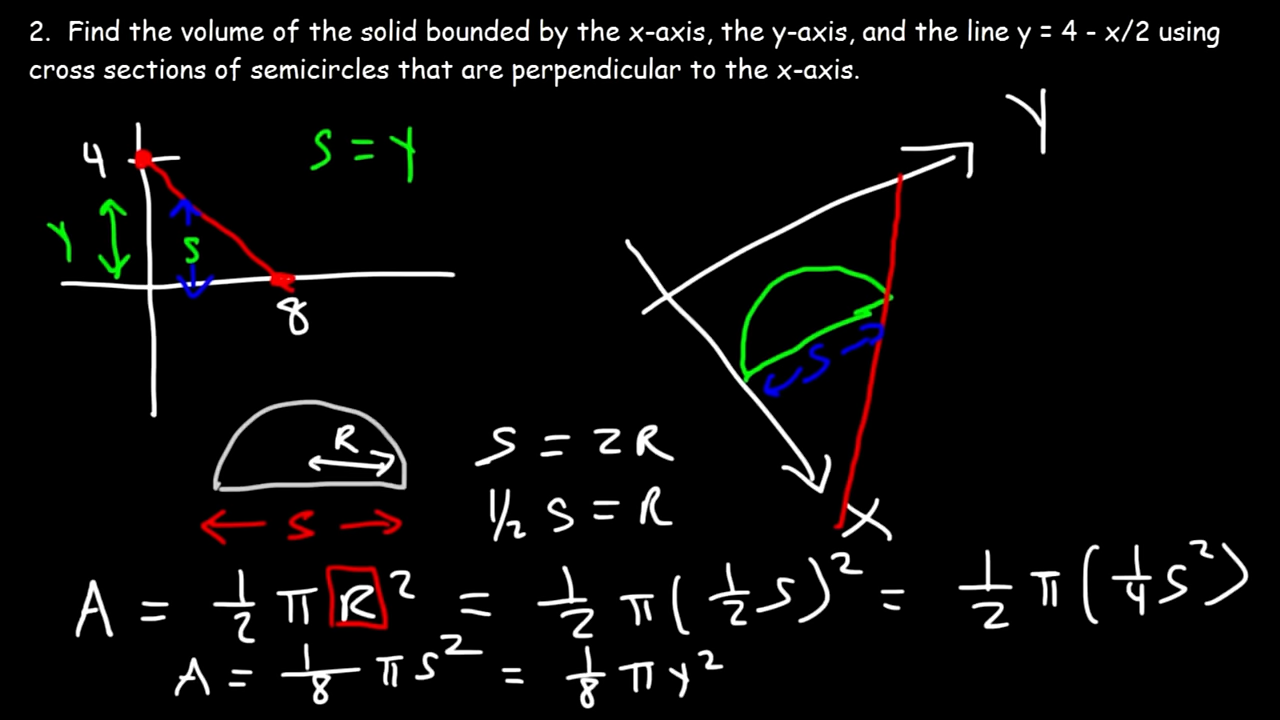 2. Find the volume of the solid bounded by the x-axis, the y-axis, and the line y = 4 - x/2 using
cross sections of semicircles that are perpendicular to the x-axis.
4
S = Y
Y
S
8
Y
S
X
R
S
S = 2R
1/2 S = R
A = 1/2 π R² = 1/2 π (1/2 S)² = 1/2 π (1/4 S²)
A = 1/8 π S² = 1/8 π y²